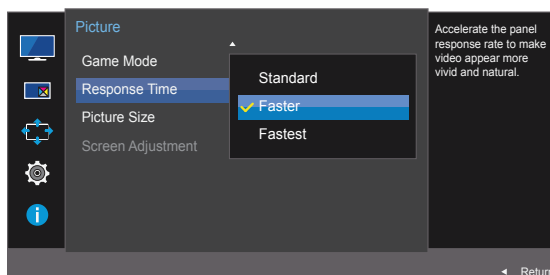 Picture
Game Mode
Response Time
Picture Size
Screen Adjustment
Standard
Faster
Fastest
Accelerate the panel
response rate to make
video appear more
vivid and natural.
Return